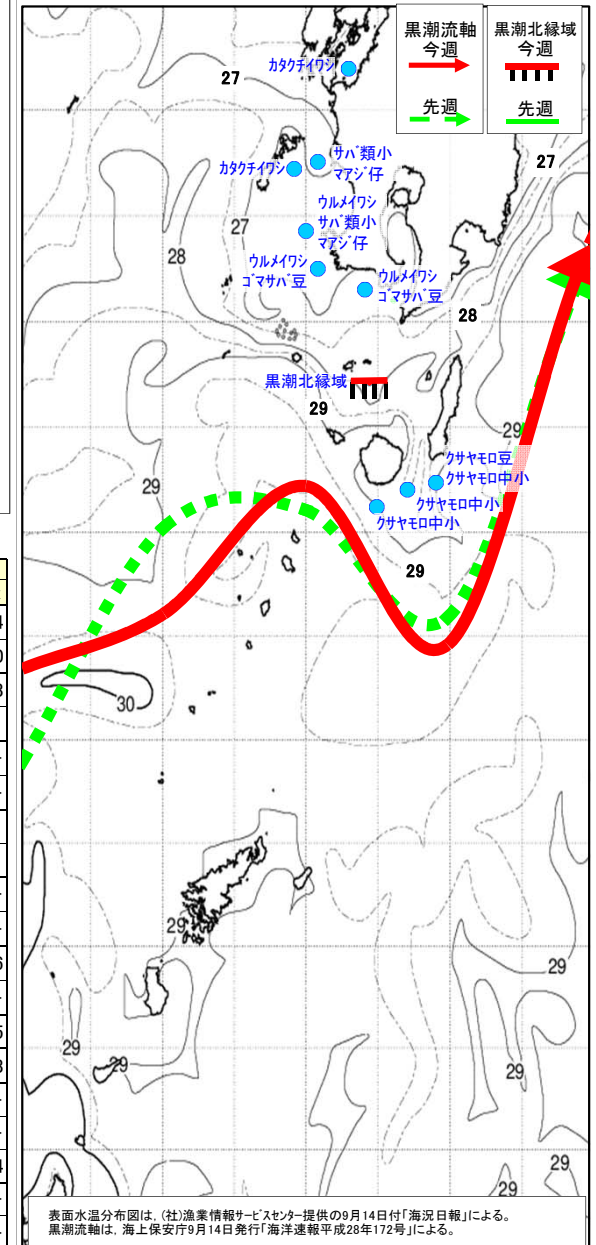 黒潮流軸
今週
先週
黒潮北縁域
今週
先週
カタクチイワシ
27
27
サバ類小
マアジ仔
カタクチイワシ
ウルメイワシ
サバ類小
マアジ仔
27
28
ウルメイワシ
ゴマサバ豆
ウルメイワシ
ゴマサバ豆
28
黒潮北縁域
29
29
クサヤモロ豆
クサヤモロ中小
29
クサヤモロ中小
クサヤモロ中小
29
30
29
29
29
29
29
29
29
表面水温分布図は、(社)漁業情報サービスセンター提供の9月14日付「海況日報」による。
黒潮流軸は、海上保安庁9月14日発行「海洋速報平成28年172号」による。